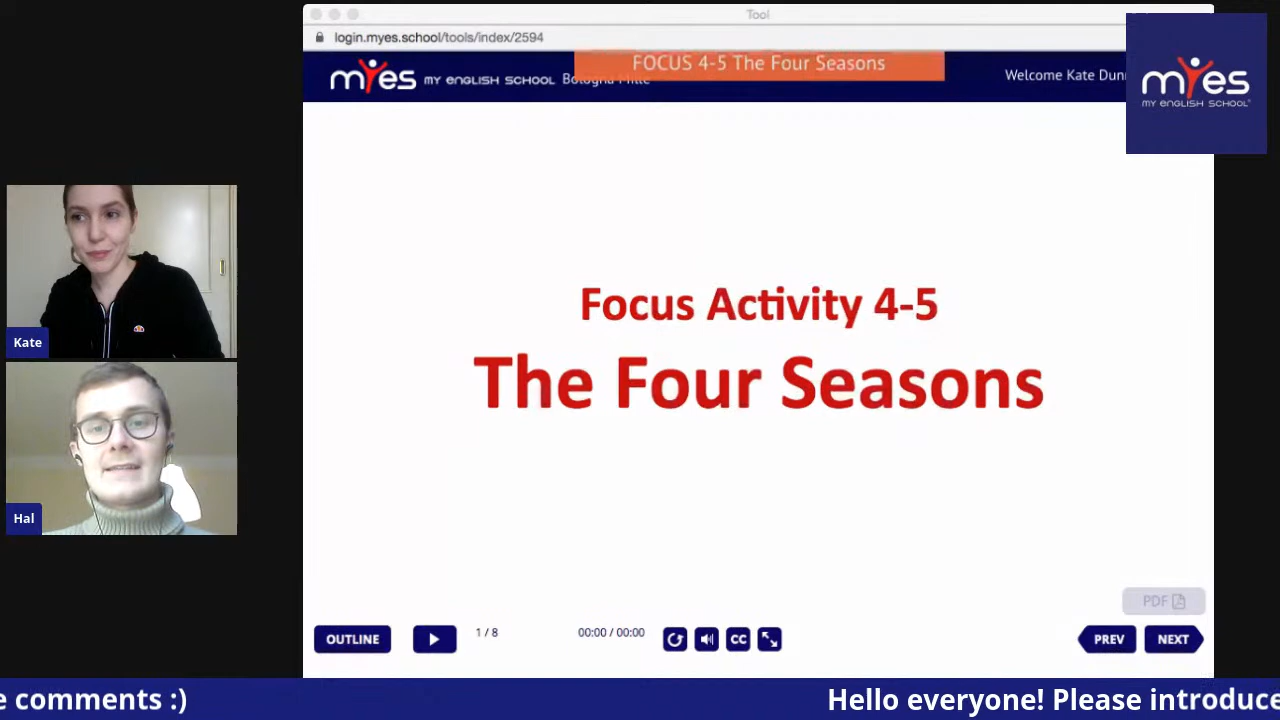 Tool
login.myes.school/tools/index/2594
FOCUS 4-5 The Four Seasons
myes MY ENGLISH SCHOOL Bologna Mille
Welcome Kate
myes
MY ENGLISH SCHOOL
Focus Activity 4-5
The Four Seasons
Kate
Hal
PDF
OUTLINE
1 / 8
00:00 / 00:00
CC
PREV
NEXT
comments :)
Hello everyone! Please introduce